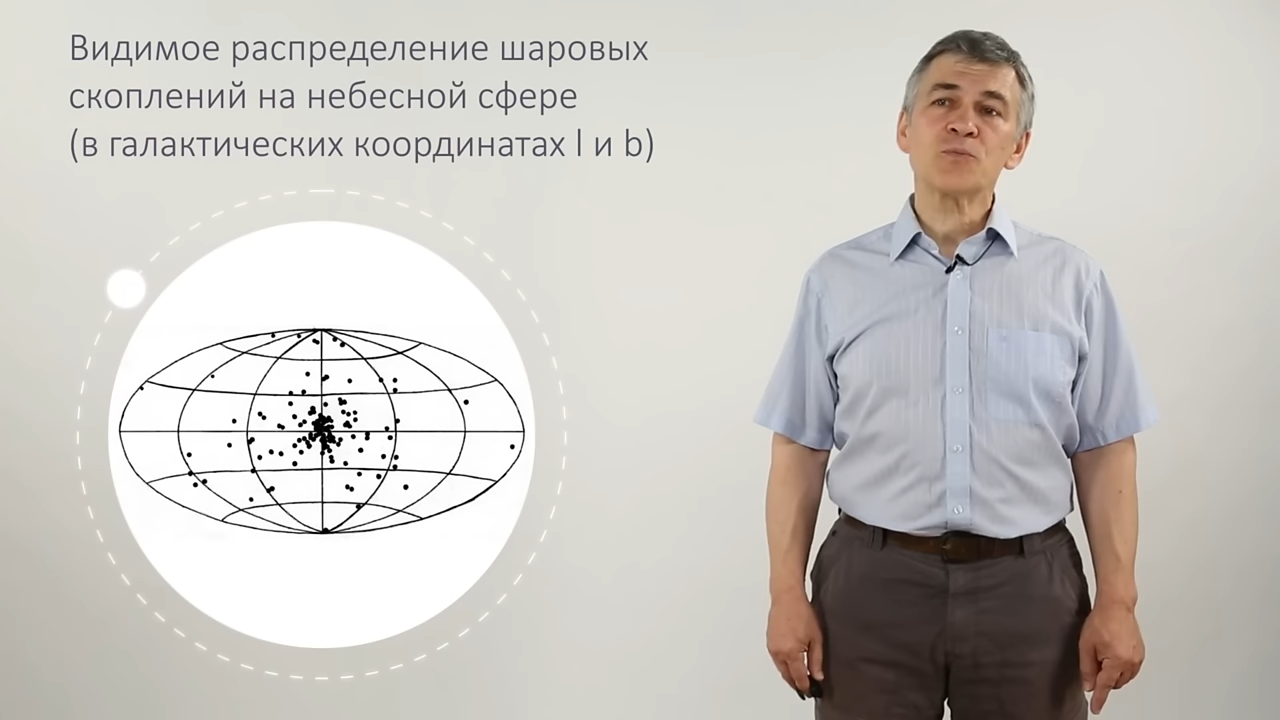 Видимое распределение шаровых
скоплений на небесной сфере
(в галактических координатах l и b)